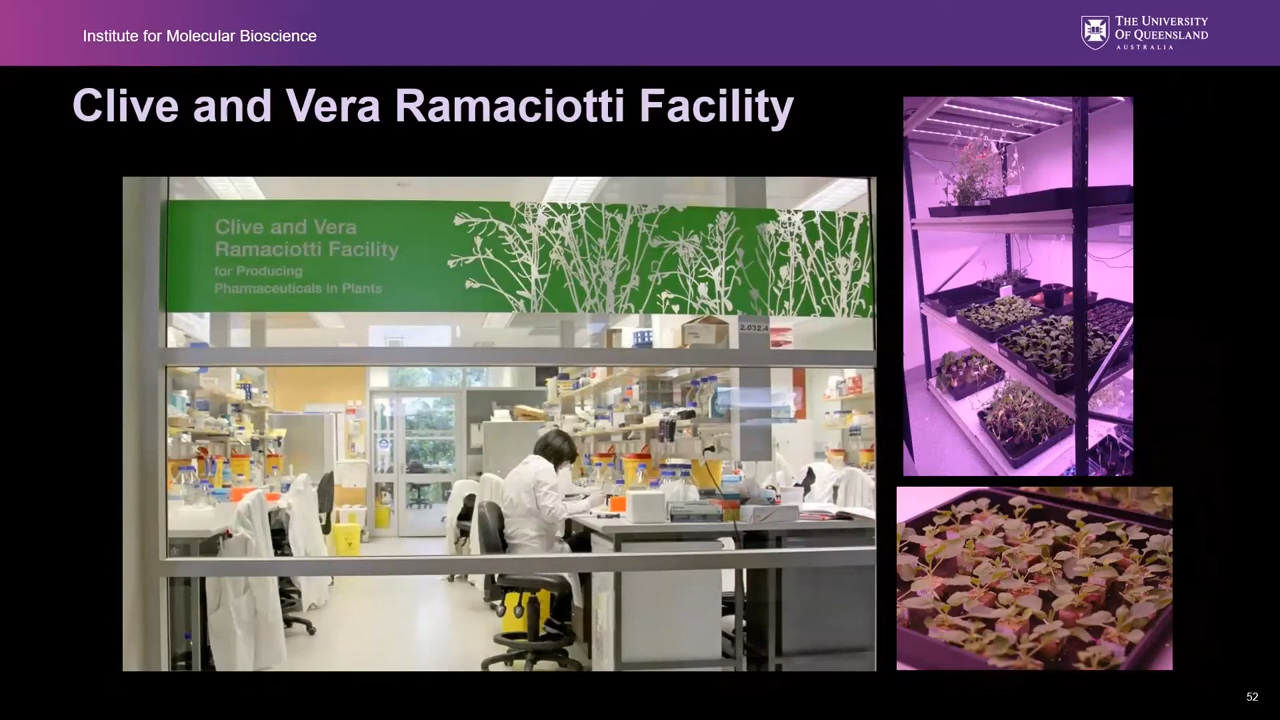 Institute for Molecular Bioscience
THE UNIVERSITY
OF QUEENSLAND
AUSTRALIA
Clive and Vera Ramaciotti Facility
Clive and Vera
Ramaciotti Facility
for Producing
Pharmaceuticals in Plants
2.032.4
52